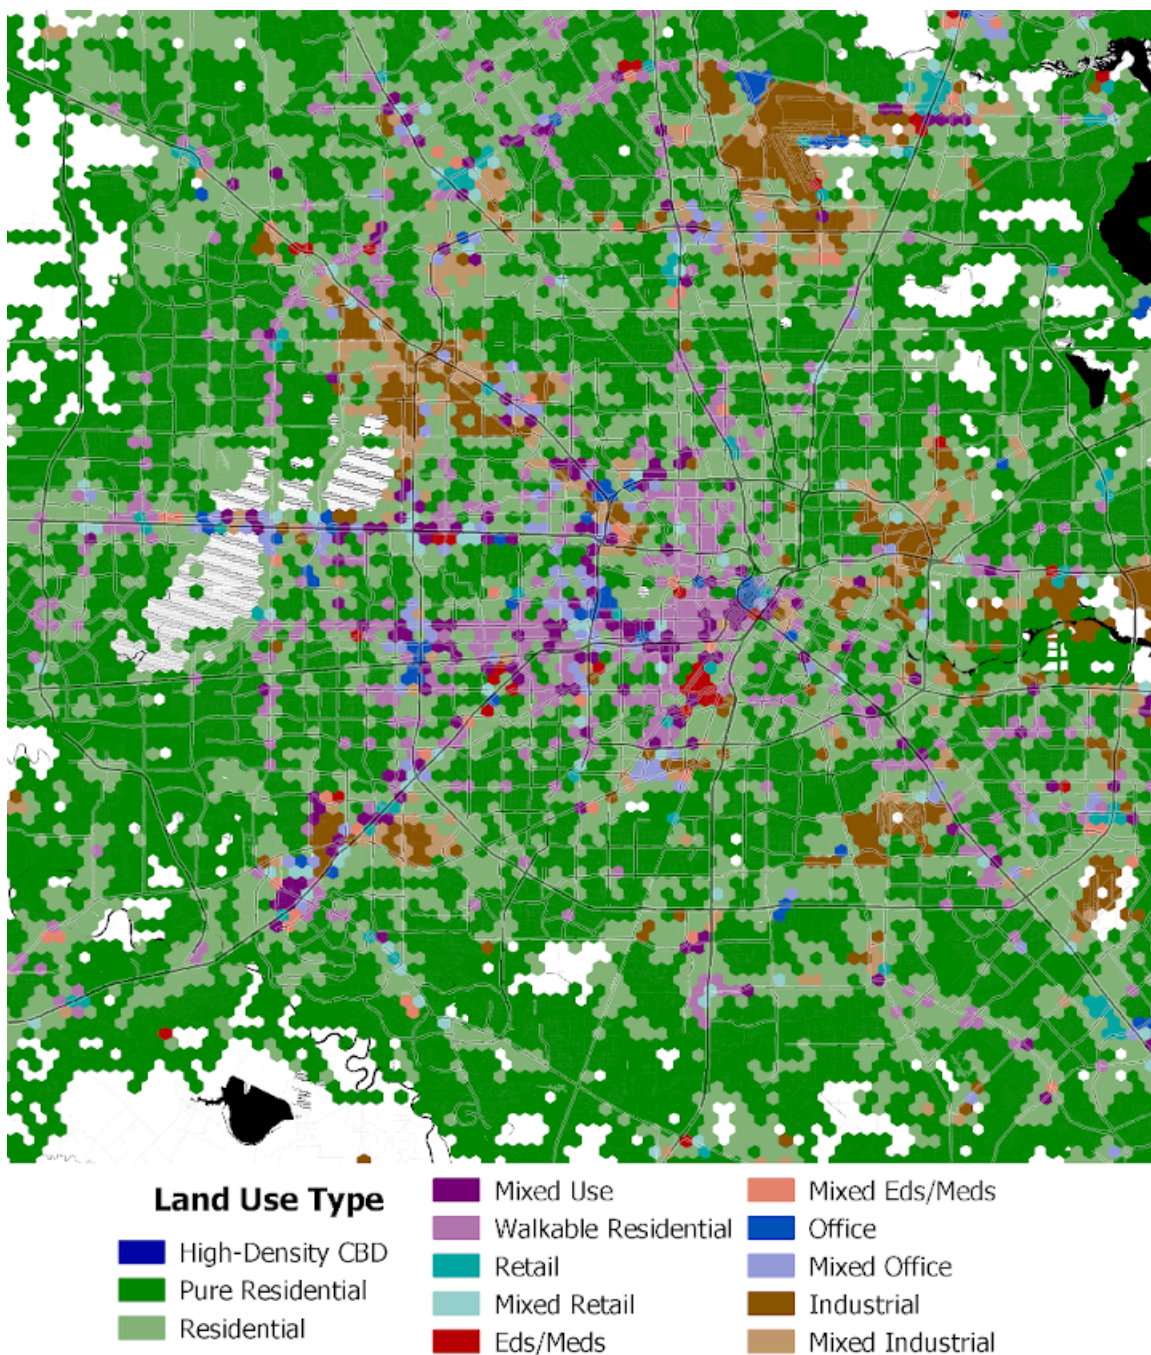 Land Use Type
High-Density CBD
Pure Residential
Residential
Mixed Use
Walkable Residential
Retail
Mixed Retail
Eds/Meds
Mixed Eds/Meds
Office
Mixed Office
Industrial
Mixed Industrial